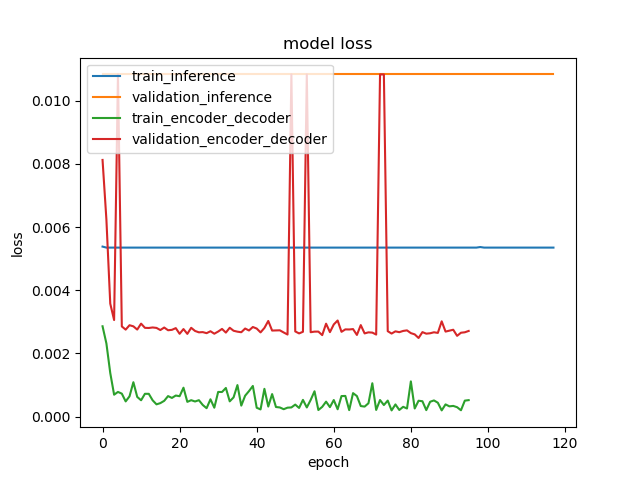 model loss
train_inference
validation_inference
train_encoder_decoder
validation_encoder_decoder
loss
0.010
0.008
0.006
0.004
0.002
0.000
0
20
40
60
80
100
120
epoch